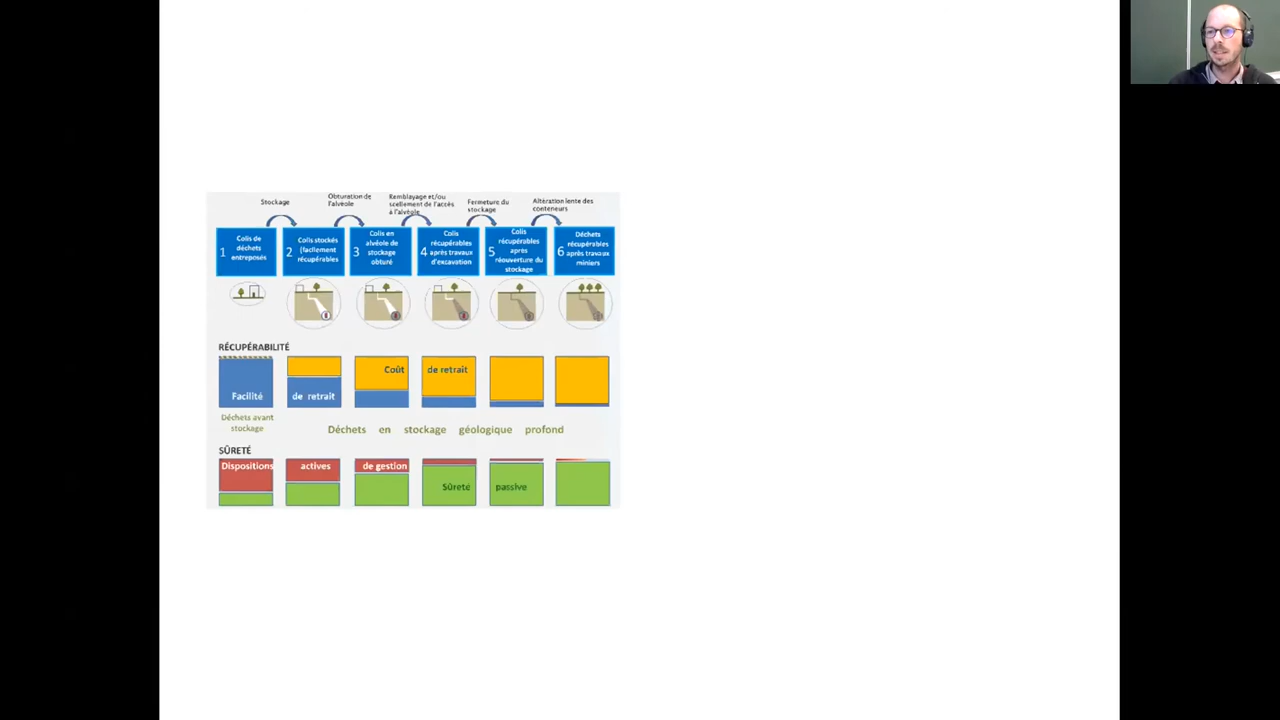 Stockage
Obturation de
l'alvéole
Remblayage et/ou
scellement de l'accès
à l'alvéole
Fermeture du
stockage
Altération lente des
conteneurs
1
Colis de
déchets
entreposés
2
Colis stockés
(facilement
récupérables
3
Colis en
alvéole de
stockage
obturé
4
Colis
récupérables
après travaux
d'excavation
5
Colis
récupérables
après
réouverture du
stockage
6
Déchets
récupérables
après travaux
miniers
RÉCUPÉRABILITÉ
Coût de retrait
Facilité de retrait
Déchets avant
stockage
Déchets en stockage géologique profond
SÛRETÉ
Dispositions actives de gestion
Sûreté passive